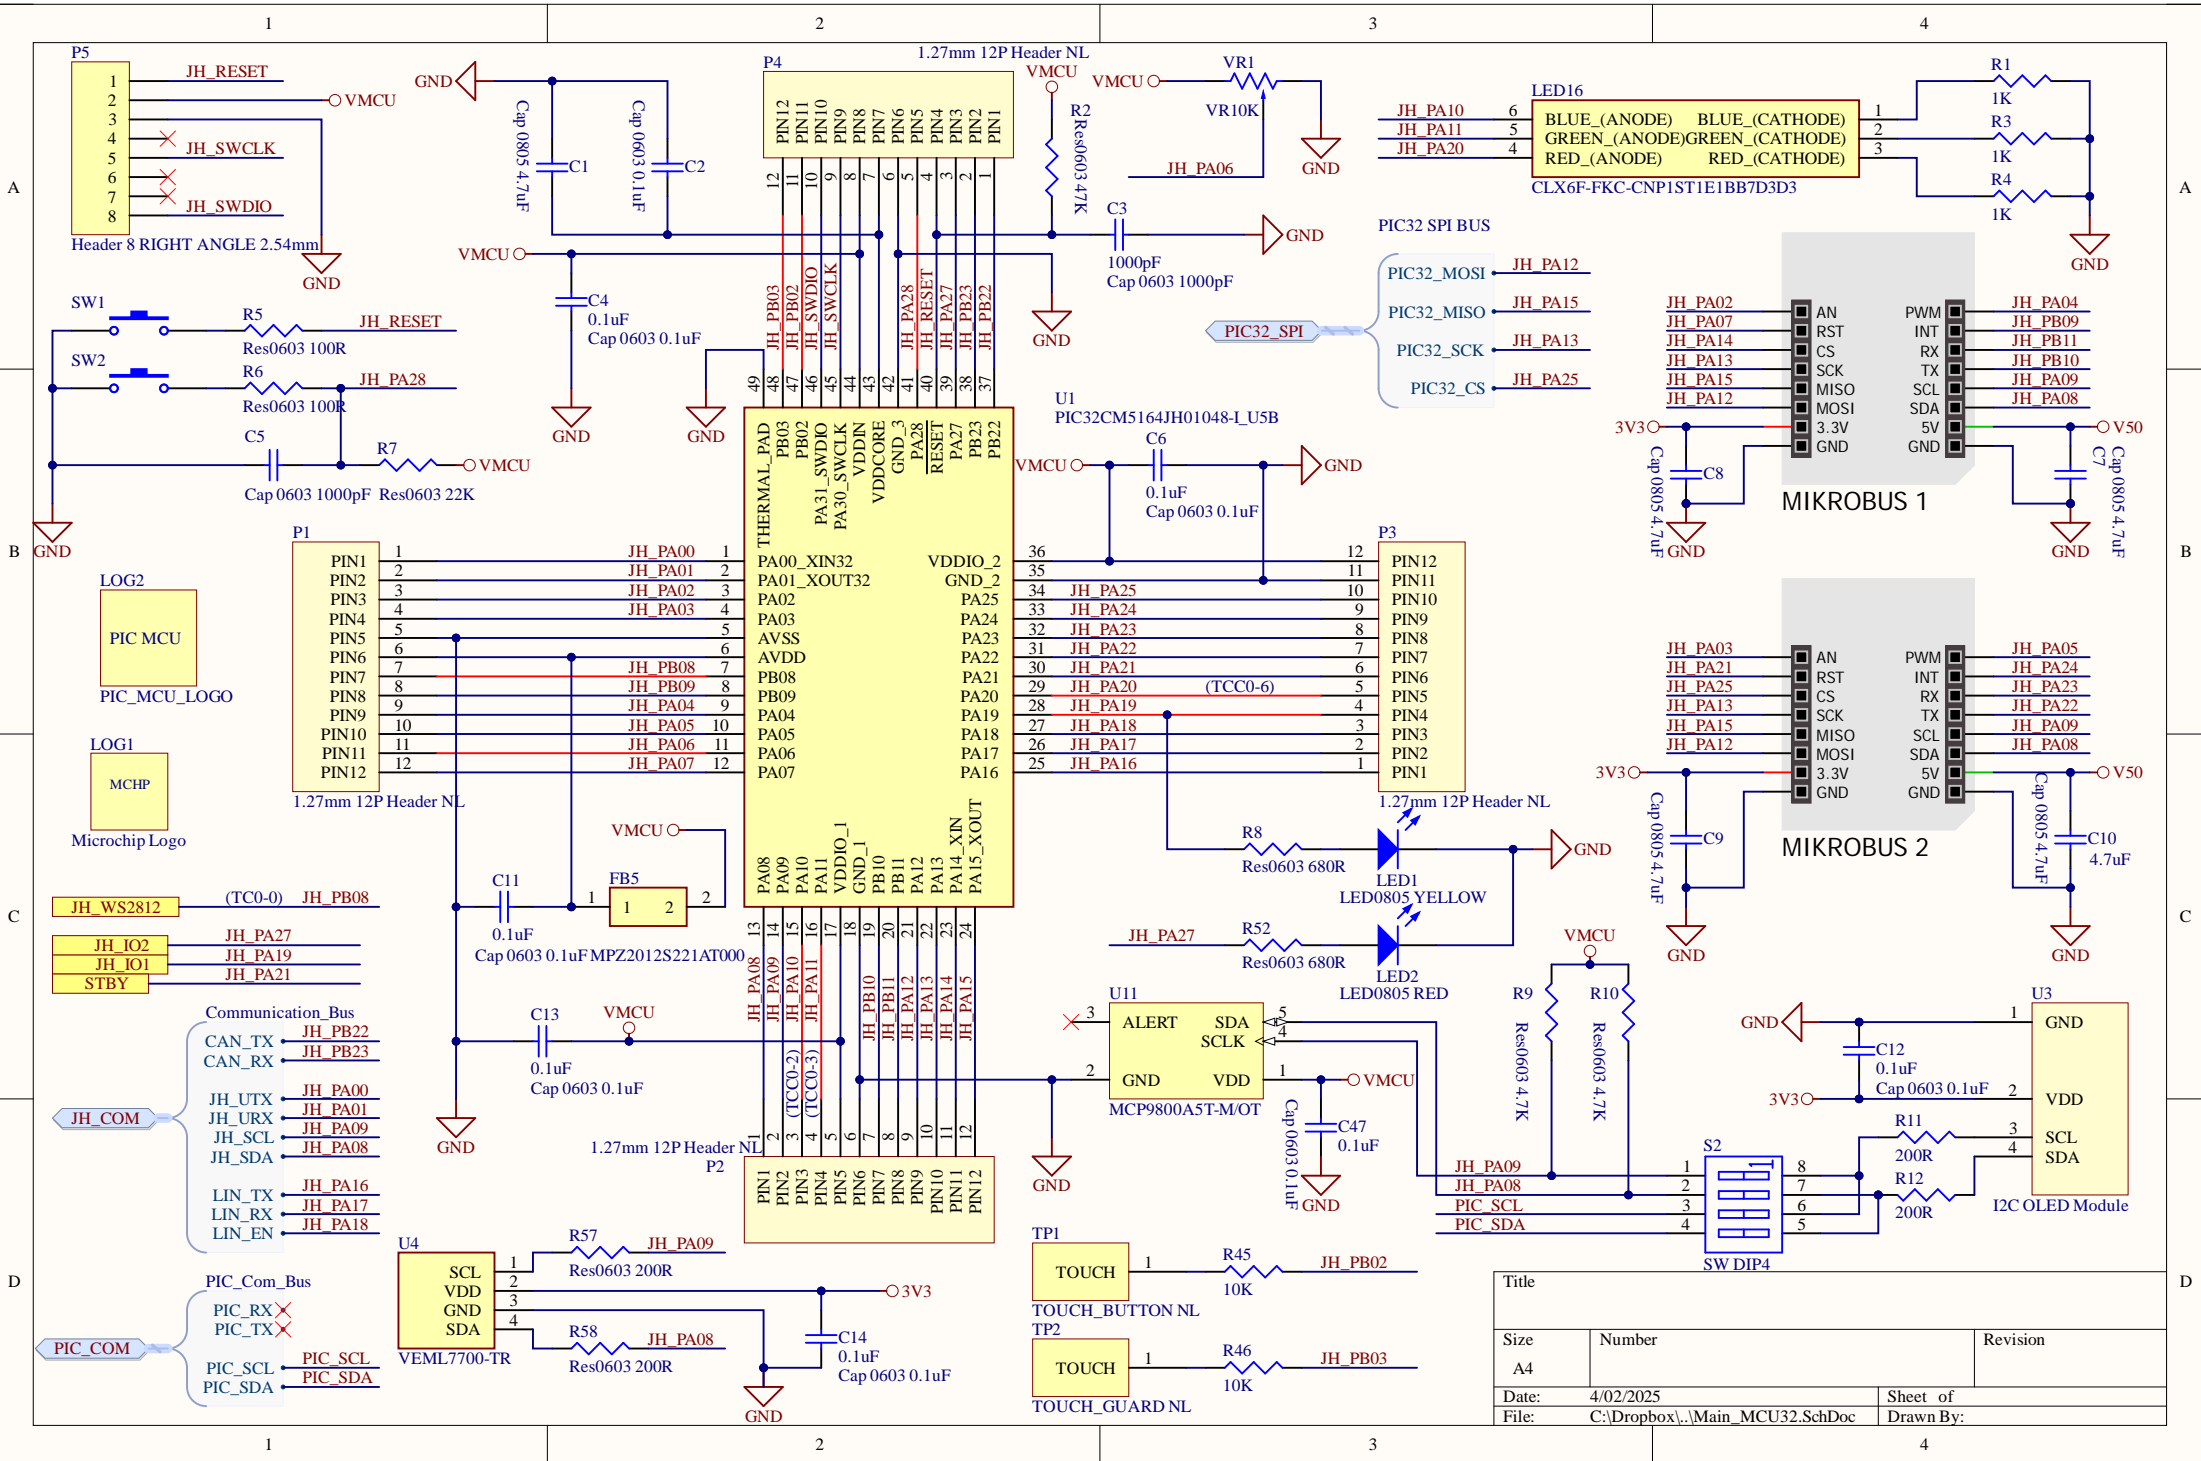 1 2 3 4
A B C D
P5
1 JH_RESET
2 VMCU
3
4
5 JH_SWCLK
6
7
8 JH_SWDIO
Header 8 RIGHT ANGLE 2.54mm
GND
SW1
R5
Res0603 100R
JH_RESET
SW2
R6
Res0603 100R
JH_PA28
C5
Cap 0603 1000pF
R7
Res0603 22K
VMCU
GND
GND
Cap 0805 4.7uF
C1
Cap 0603 0.1uF
C2
VMCU
C4
0.1uF
Cap 0603 0.1uF
GND
GND
1.27mm 12P Header NL
P4
PIN12 PIN11 PIN10 PIN9 PIN8 PIN7 PIN6 PIN5 PIN4 PIN3 PIN2 PIN1
12 11 10 9 8 7 6 5 4 3 2 1
JH_PB03 JH_PB02 JH_SWDIO JH_SWCLK JH_PA28 JH_RESET JH_PA27 JH_PB23 JH_PB22
49 48 47 46 45 44 43 42 41 40 39 38 37
VMCU
R2
Res0603 47K
C3
1000pF
Cap 0603 1000pF
GND
GND
VMCU
VR1
VR10K
JH_PA06
GND
LED16
JH_PA10 6 BLUE_(ANODE) BLUE_(CATHODE) 1
JH_PA11 5 GREEN_(ANODE) GREEN_(CATHODE) 2
JH_PA20 4 RED_(ANODE) RED_(CATHODE) 3
CLX6F-FKC-CNP1ST1E1BB7D3D3
R1
1K
R3
1K
R4
1K
GND
PIC32 SPI BUS
PIC32_SPI
PIC32_MOSI JH_PA12
PIC32_MISO JH_PA15
PIC32_SCK JH_PA13
PIC32_CS JH_PA25
JH_PA02 AN PWM JH_PA04
JH_PA07 RST INT JH_PB09
JH_PA14 CS RX JH_PB11
JH_PA13 SCK TX JH_PB10
JH_PA15 MISO SCL JH_PA09
JH_PA12 MOSI SDA JH_PA08
3V3 3.3V 5V V50
GND GND
MIKROBUS 1
C8
Cap 0805 4.7uF
GND
C7
Cap 0805 4.7uF
GND
U1
PIC32CM5164JH01048-I_U5B
THERMAL_PAD PB03 PB02 PA31_SWDIO PA30_SWCLK VDDIN VDDCORE GND_3 PA28 RESET PA27 PB23 PB22
VMCU
C6
0.1uF
Cap 0603 0.1uF
GND
P1
PIN1 1 JH_PA00 1 PA00_XIN32
PIN2 2 JH_PA01 2 PA01_XOUT32
PIN3 3 JH_PA02 3 PA02
PIN4 4 JH_PA03 4 PA03
PIN5 5 5 AVSS
PIN6 6 6 AVDD
PIN7 7 JH_PB08 7 PB08
PIN8 8 JH_PB09 8 PB09
PIN9 9 JH_PA04 9 PA04
PIN10 10 JH_PA05 10 PA05
PIN11 11 JH_PA06 11 PA06
PIN12 12 JH_PA07 12 PA07
1.27mm 12P Header NL
P3
VDDIO_2 36 12 PIN12
GND_2 35 11 PIN11
PA25 34 JH_PA25 10 PIN10
PA24 33 JH_PA24 9 PIN9
PA23 32 JH_PA23 8 PIN8
PA22 31 JH_PA22 7 PIN7
PA21 30 JH_PA21 6 PIN6
PA20 29 JH_PA20 (TCC0-6) 5 PIN5
PA19 28 JH_PA19 4 PIN4
PA18 27 JH_PA18 3 PIN3
PA17 26 JH_PA17 2 PIN2
PA16 25 JH_PA16 1 PIN1
1.27mm 12P Header NL
PA08 PA09 PA10 PA11 VDDIO_1 GND_1 PB10 PB11 PA12 PA13 PA14_XIN PA15_XOUT
13 14 15 16 17 18 19 20 21 22 23 24
JH_PA08 JH_PA09 JH_PA10 JH_PA11 JH_PB10 JH_PB11 JH_PA12 JH_PA13 JH_PA14 JH_PA15
(TCC0-2) (TCC0-3)
1 2 3 4 5 6 7 8 9 10 11 12
1.27mm 12P Header NL
P2
PIN1 PIN2 PIN3 PIN4 PIN5 PIN6 PIN7 PIN8 PIN9 PIN10 PIN11 PIN12
LOG2
PIC MCU
PIC_MCU_LOGO
LOG1
MCHP
Microchip Logo
VMCU
C11
0.1uF
Cap 0603 0.1uF
FB5
1 1 2 2
MPZ2012S221AT000
C13
0.1uF
Cap 0603 0.1uF
VMCU
GND
GND
JH_WS2812 (TC0-0) JH_PB08
JH_IO2 JH_PA27
JH_IO1 JH_PA19
STBY JH_PA21
Communication_Bus
JH_COM
CAN_TX JH_PB22
CAN_RX JH_PB23
JH_UTX JH_PA00
JH_URX JH_PA01
JH_SCL JH_PA09
JH_SDA JH_PA08
LIN_TX JH_PA16
LIN_RX JH_PA17
LIN_EN JH_PA18
PIC_Com_Bus
PIC_COM
PIC_RX
PIC_TX
PIC_SCL PIC_SCL
PIC_SDA PIC_SDA
U4
SCL 1
VDD 2
GND 3
SDA 4
VEML7700-TR
R57
Res0603 200R
JH_PA09
R58
Res0603 200R
JH_PA08
3V3
C14
0.1uF
Cap 0603 0.1uF
GND
R8
Res0603 680R
LED1
LED0805 YELLOW
GND
JH_PA27
R52
Res0603 680R
LED2
LED0805 RED
U11
3 ALERT SDA 5
SCLK 4
2 GND VDD 1
MCP9800A5T-M/OT
VMCU
Cap 0603 0.1uF
C47
0.1uF
GND
VMCU
R9
Res0603 4.7K
R10
Res0603 4.7K
JH_PA03 AN PWM JH_PA05
JH_PA21 RST INT JH_PA24
JH_PA25 CS RX JH_PA23
JH_PA13 SCK TX JH_PA22
JH_PA15 MISO SCL JH_PA09
JH_PA12 MOSI SDA JH_PA08
3V3 3.3V 5V V50
GND GND
MIKROBUS 2
C9
Cap 0805 4.7uF
GND
Cap 0805 4.7uF
C10
4.7uF
GND
S2
JH_PA09 1 8
JH_PA08 2 7
PIC_SCL 3 6
PIC_SDA 4 5
1
SW DIP4
U3
GND 1 GND
C12
0.1uF
Cap 0603 0.1uF
3V3 2 VDD
R11
200R
3 SCL
R12
200R
4 SDA
I2C OLED Module
TP1
TOUCH 1
R45
10K
JH_PB02
TOUCH_BUTTON NL
TP2
TOUCH 1
R46
10K
JH_PB03
TOUCH_GUARD NL
Title
Size Number Revision
A4
Date: 4/02/2025 Sheet of
File: C:\Dropbox\..\Main_MCU32.SchDoc Drawn By:
A B C D
1 2 3 4